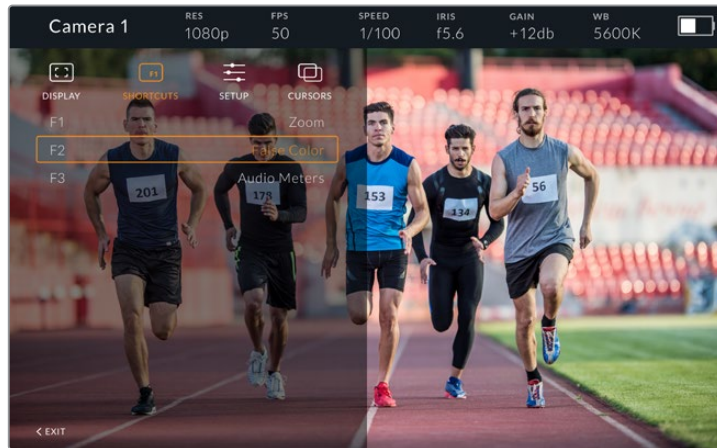 Camera 1
RES FPS SPEED IRIS GAIN WB
1080p 50 1/100 f5.6 +12db 5600K
DISPLAY SHORTCUTS SETUP CURSORS
F1
F1 Zoom
F2 False Color
F3 Audio Meters
201 178 153 134 56
< EXIT